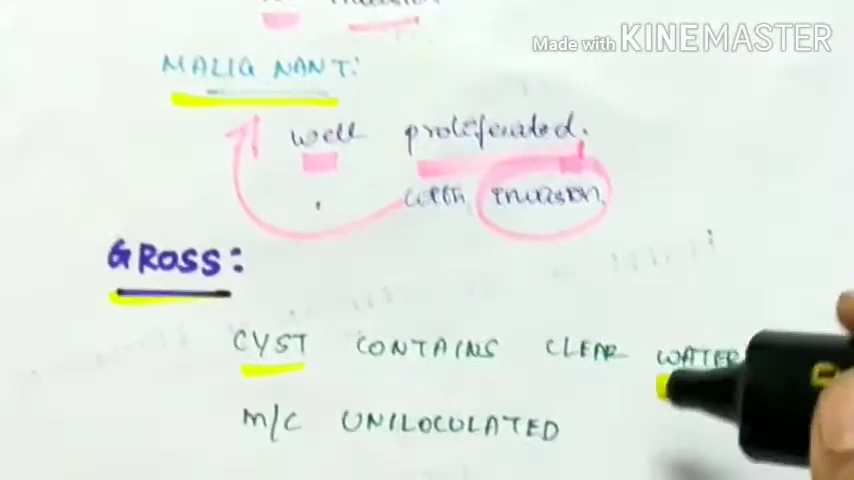 Made with KINEMASTER
MALIGNANT:
well proliferated.
with invasion
GROSS:
CYST CONTAINS CLEAR WATER
M/C UNILOCULATED